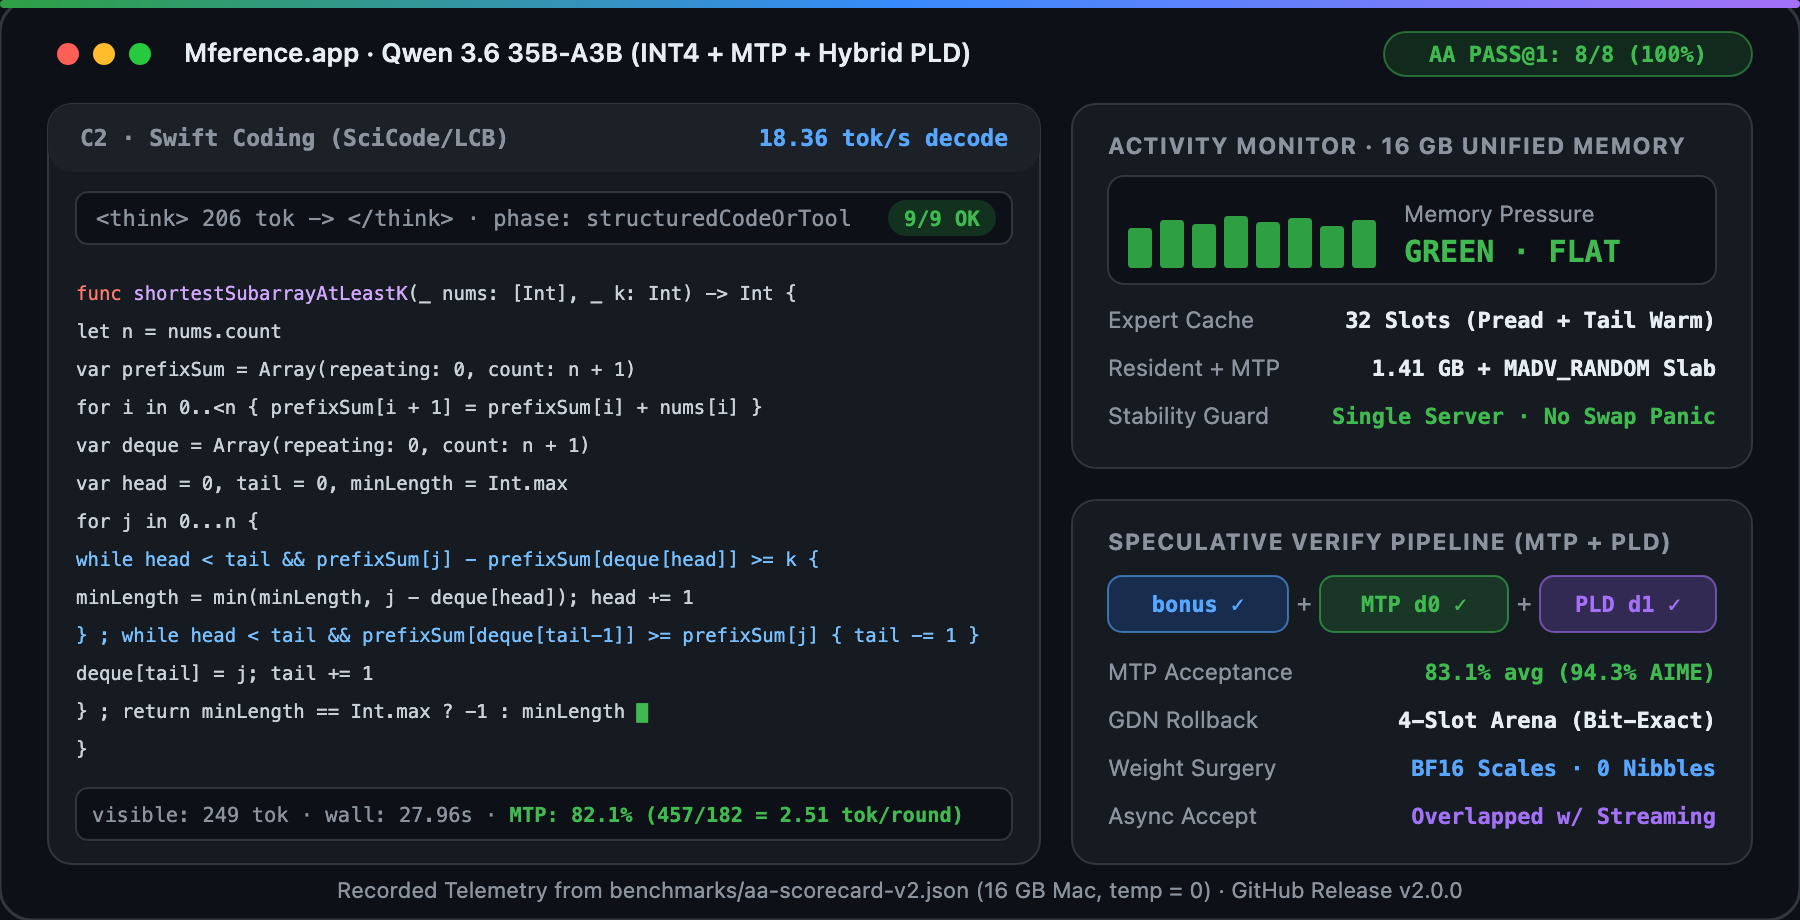 Mference.app · Qwen 3.6 35B-A3B (INT4 + MTP + Hybrid PLD)
AA PASS@1: 8/8 (100%)
C2 · Swift Coding (SciCode/LCB)
18.36 tok/s decode
<think> 206 tok -> </think> · phase: structuredCodeOrTool
9/9 OK
func shortestSubarrayAtLeastK(_ nums: [Int], _ k: Int) -> Int {
let n = nums.count
var prefixSum = Array(repeating: 0, count: n + 1)
for i in 0..<n { prefixSum[i + 1] = prefixSum[i] + nums[i] }
var deque = Array(repeating: 0, count: n + 1)
var head = 0, tail = 0, minLength = Int.max
for j in 0...n {
while head < tail && prefixSum[j] - prefixSum[deque[head]] >= k {
minLength = min(minLength, j - deque[head]); head += 1
} ; while head < tail && prefixSum[deque[tail-1]] >= prefixSum[j] { tail -= 1 }
deque[tail] = j; tail += 1
} ; return minLength == Int.max ? -1 : minLength
}
visible: 249 tok · wall: 27.96s · MTP: 82.1% (457/182 = 2.51 tok/round)
ACTIVITY MONITOR · 16 GB UNIFIED MEMORY
Memory Pressure
GREEN · FLAT
Expert Cache
32 Slots (Pread + Tail Warm)
Resident + MTP
1.41 GB + MADV_RANDOM Slab
Stability Guard
Single Server · No Swap Panic
SPECULATIVE VERIFY PIPELINE (MTP + PLD)
bonus ✓ + MTP d0 ✓ + PLD d1 ✓
MTP Acceptance
83.1% avg (94.3% AIME)
GDN Rollback
4-Slot Arena (Bit-Exact)
Weight Surgery
BF16 Scales · 0 Nibbles
Async Accept
Overlapped w/ Streaming
Recorded Telemetry from benchmarks/aa-scorecard-v2.json (16 GB Mac, temp = 0) · GitHub Release v2.0.0